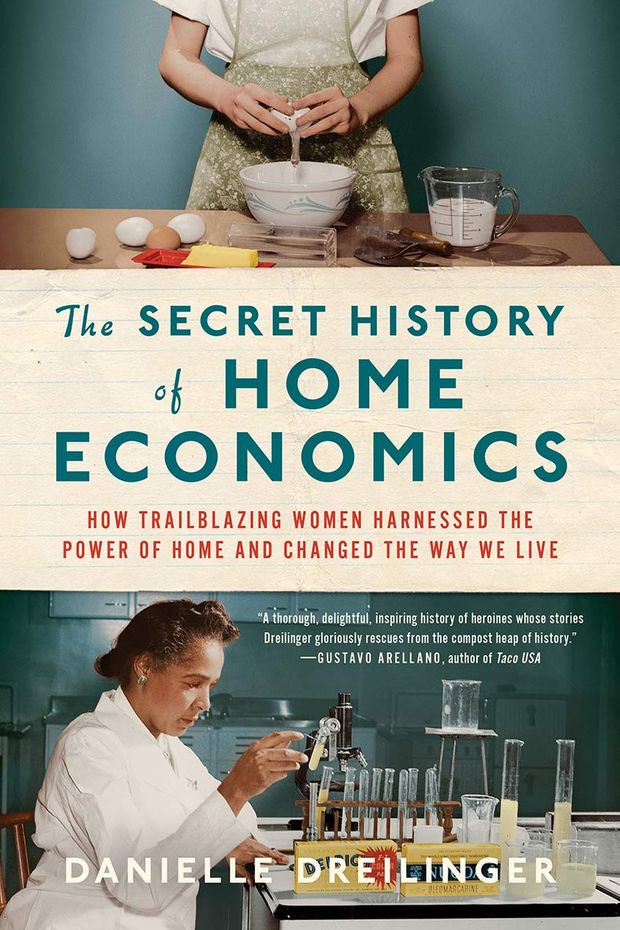 The SECRET HISTORY
of HOME
ECONOMICS
HOW TRAILBLAZING WOMEN HARNESSED THE
POWER OF HOME AND CHANGED THE WAY WE LIVE
“A thorough, delightful, inspiring history of heroines whose stories
Dreilinger gloriously rescues from the compost heap of history.”
—GUSTAVO ARELLANO, author of Taco USA
DANIELLE DREILINGER
OLEOMARGARINE